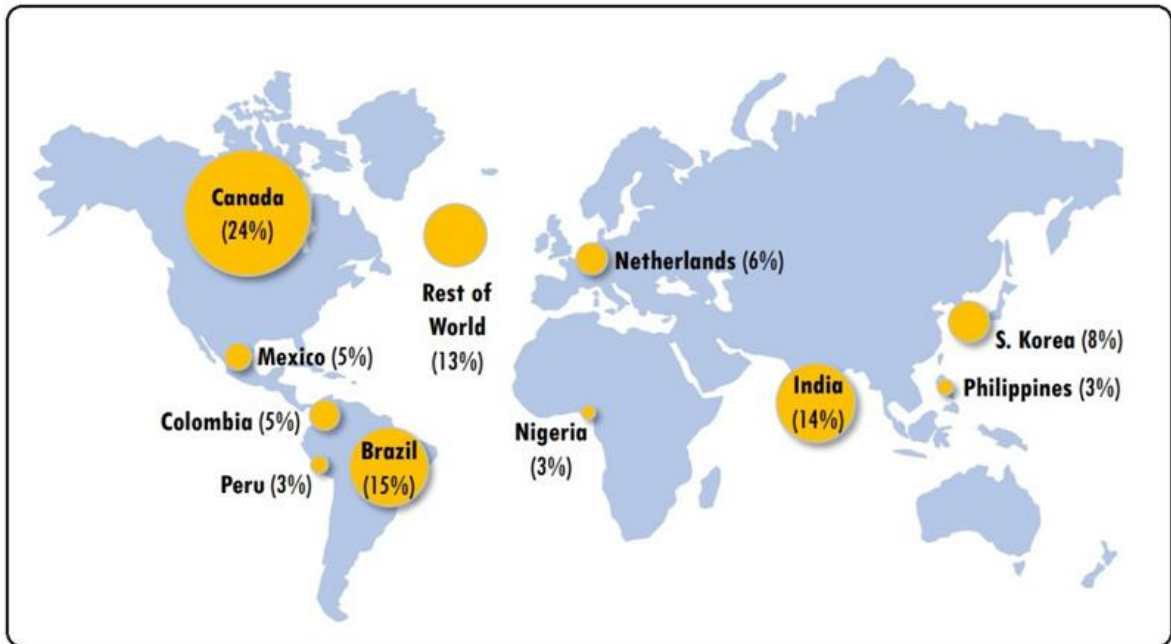 Canada
(24%)
Netherlands (6%)
Rest of
World
(13%)
S. Korea (8%)
Mexico (5%)
India
(14%)
Philippines (3%)
Colombia (5%)
Nigeria
(3%)
Brazil
(15%)
Peru (3%)